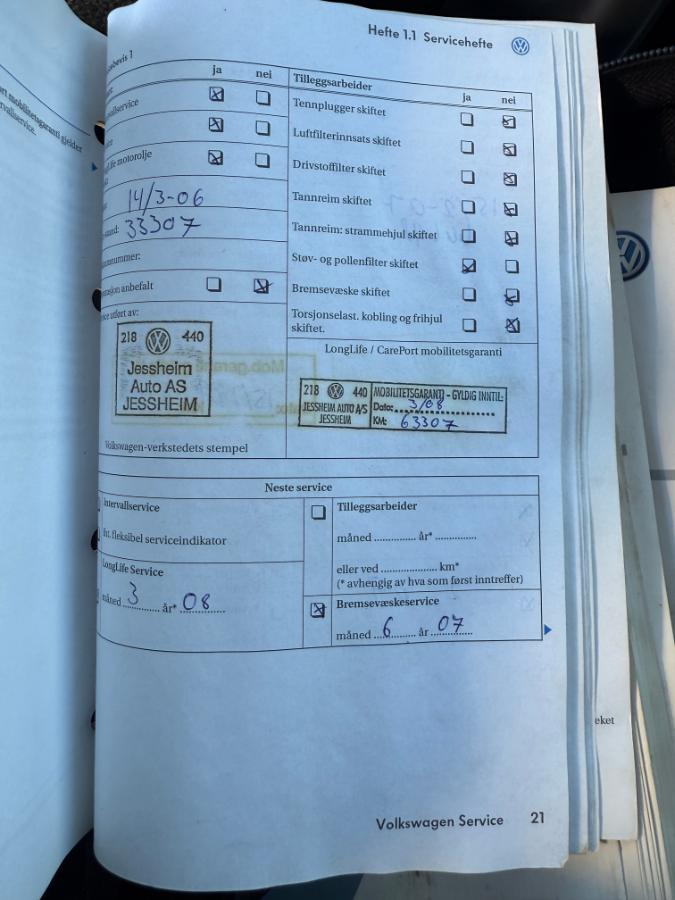 Hefte 1.1 Servicehefte
ja nei
14/3-06
33307
anbefalt
av:
218 440
Jessheim
Auto AS
JESSHEIM
Volkswagen-verkstedets stempel
Tilleggsarbeider
ja nei
Tennplugger skiftet
Luftfilterinnsats skiftet
Drivstoffilter skiftet
Tannreim skiftet
Tannreim: strammehjul skiftet
Støv- og pollenfilter skiftet
Bremsevæske skiftet
Torsjonselast. kobling og frihjul
skiftet.
LongLife / CarePort mobilitetsgaranti
218 440
JESSHEIM AUTO A/S
JESSHEIM
MOBILITETSGARANTI - GYLDIG INNTIL:
Dato: 3/08
KM: 63307
Neste service
Intervallservice
fleksibel serviceindikator
LongLife Service
måned 3 år* 08
Tilleggsarbeider
måned ............... år* ...............
eller ved .................... km*
(* avhengig av hva som først inntreffer)
Bremsevæskeservice
måned 6 år 07
Volkswagen Service 21